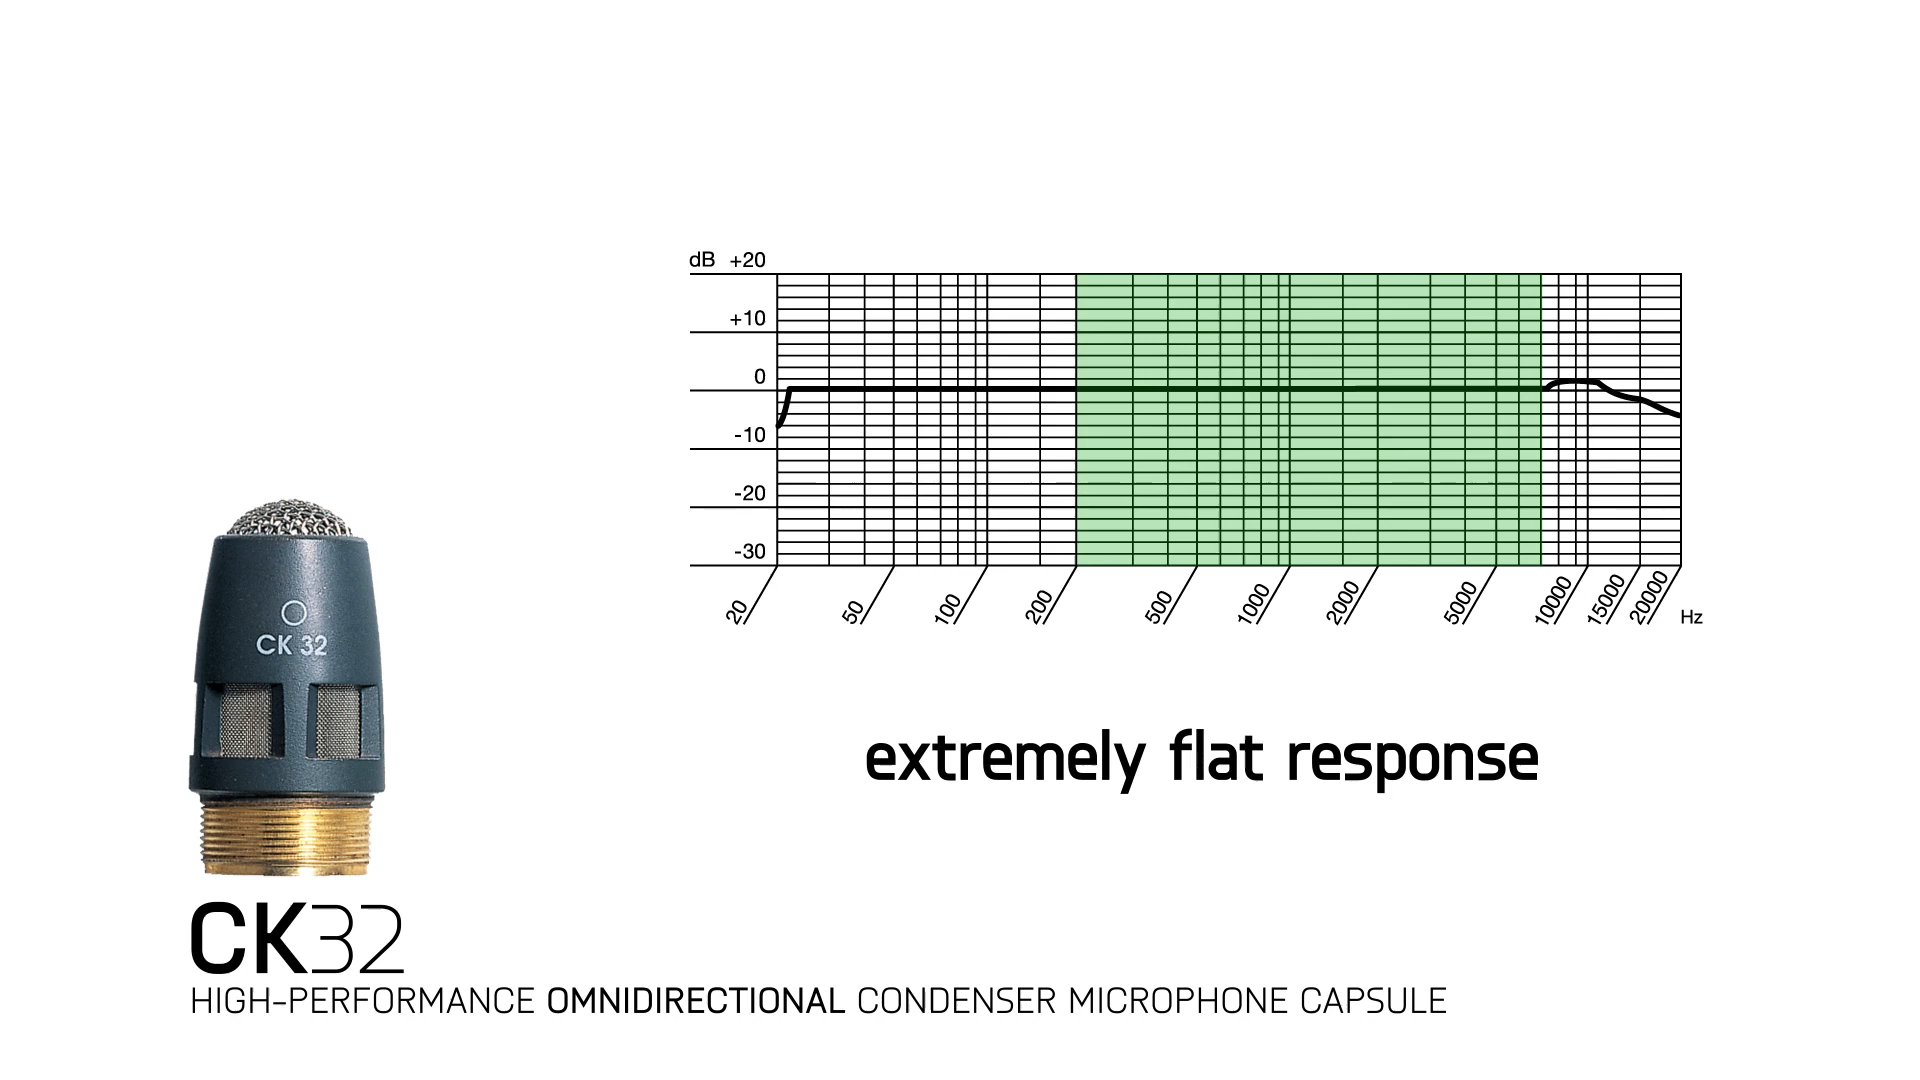 dB +20
+10
0
-10
-20
-30
20 50 100 200 500 1000 2000 5000 10000 15000 20000 Hz
extremely flat response
CK 32
CK32
HIGH-PERFORMANCE OMNIDIRECTIONAL CONDENSER MICROPHONE CAPSULE